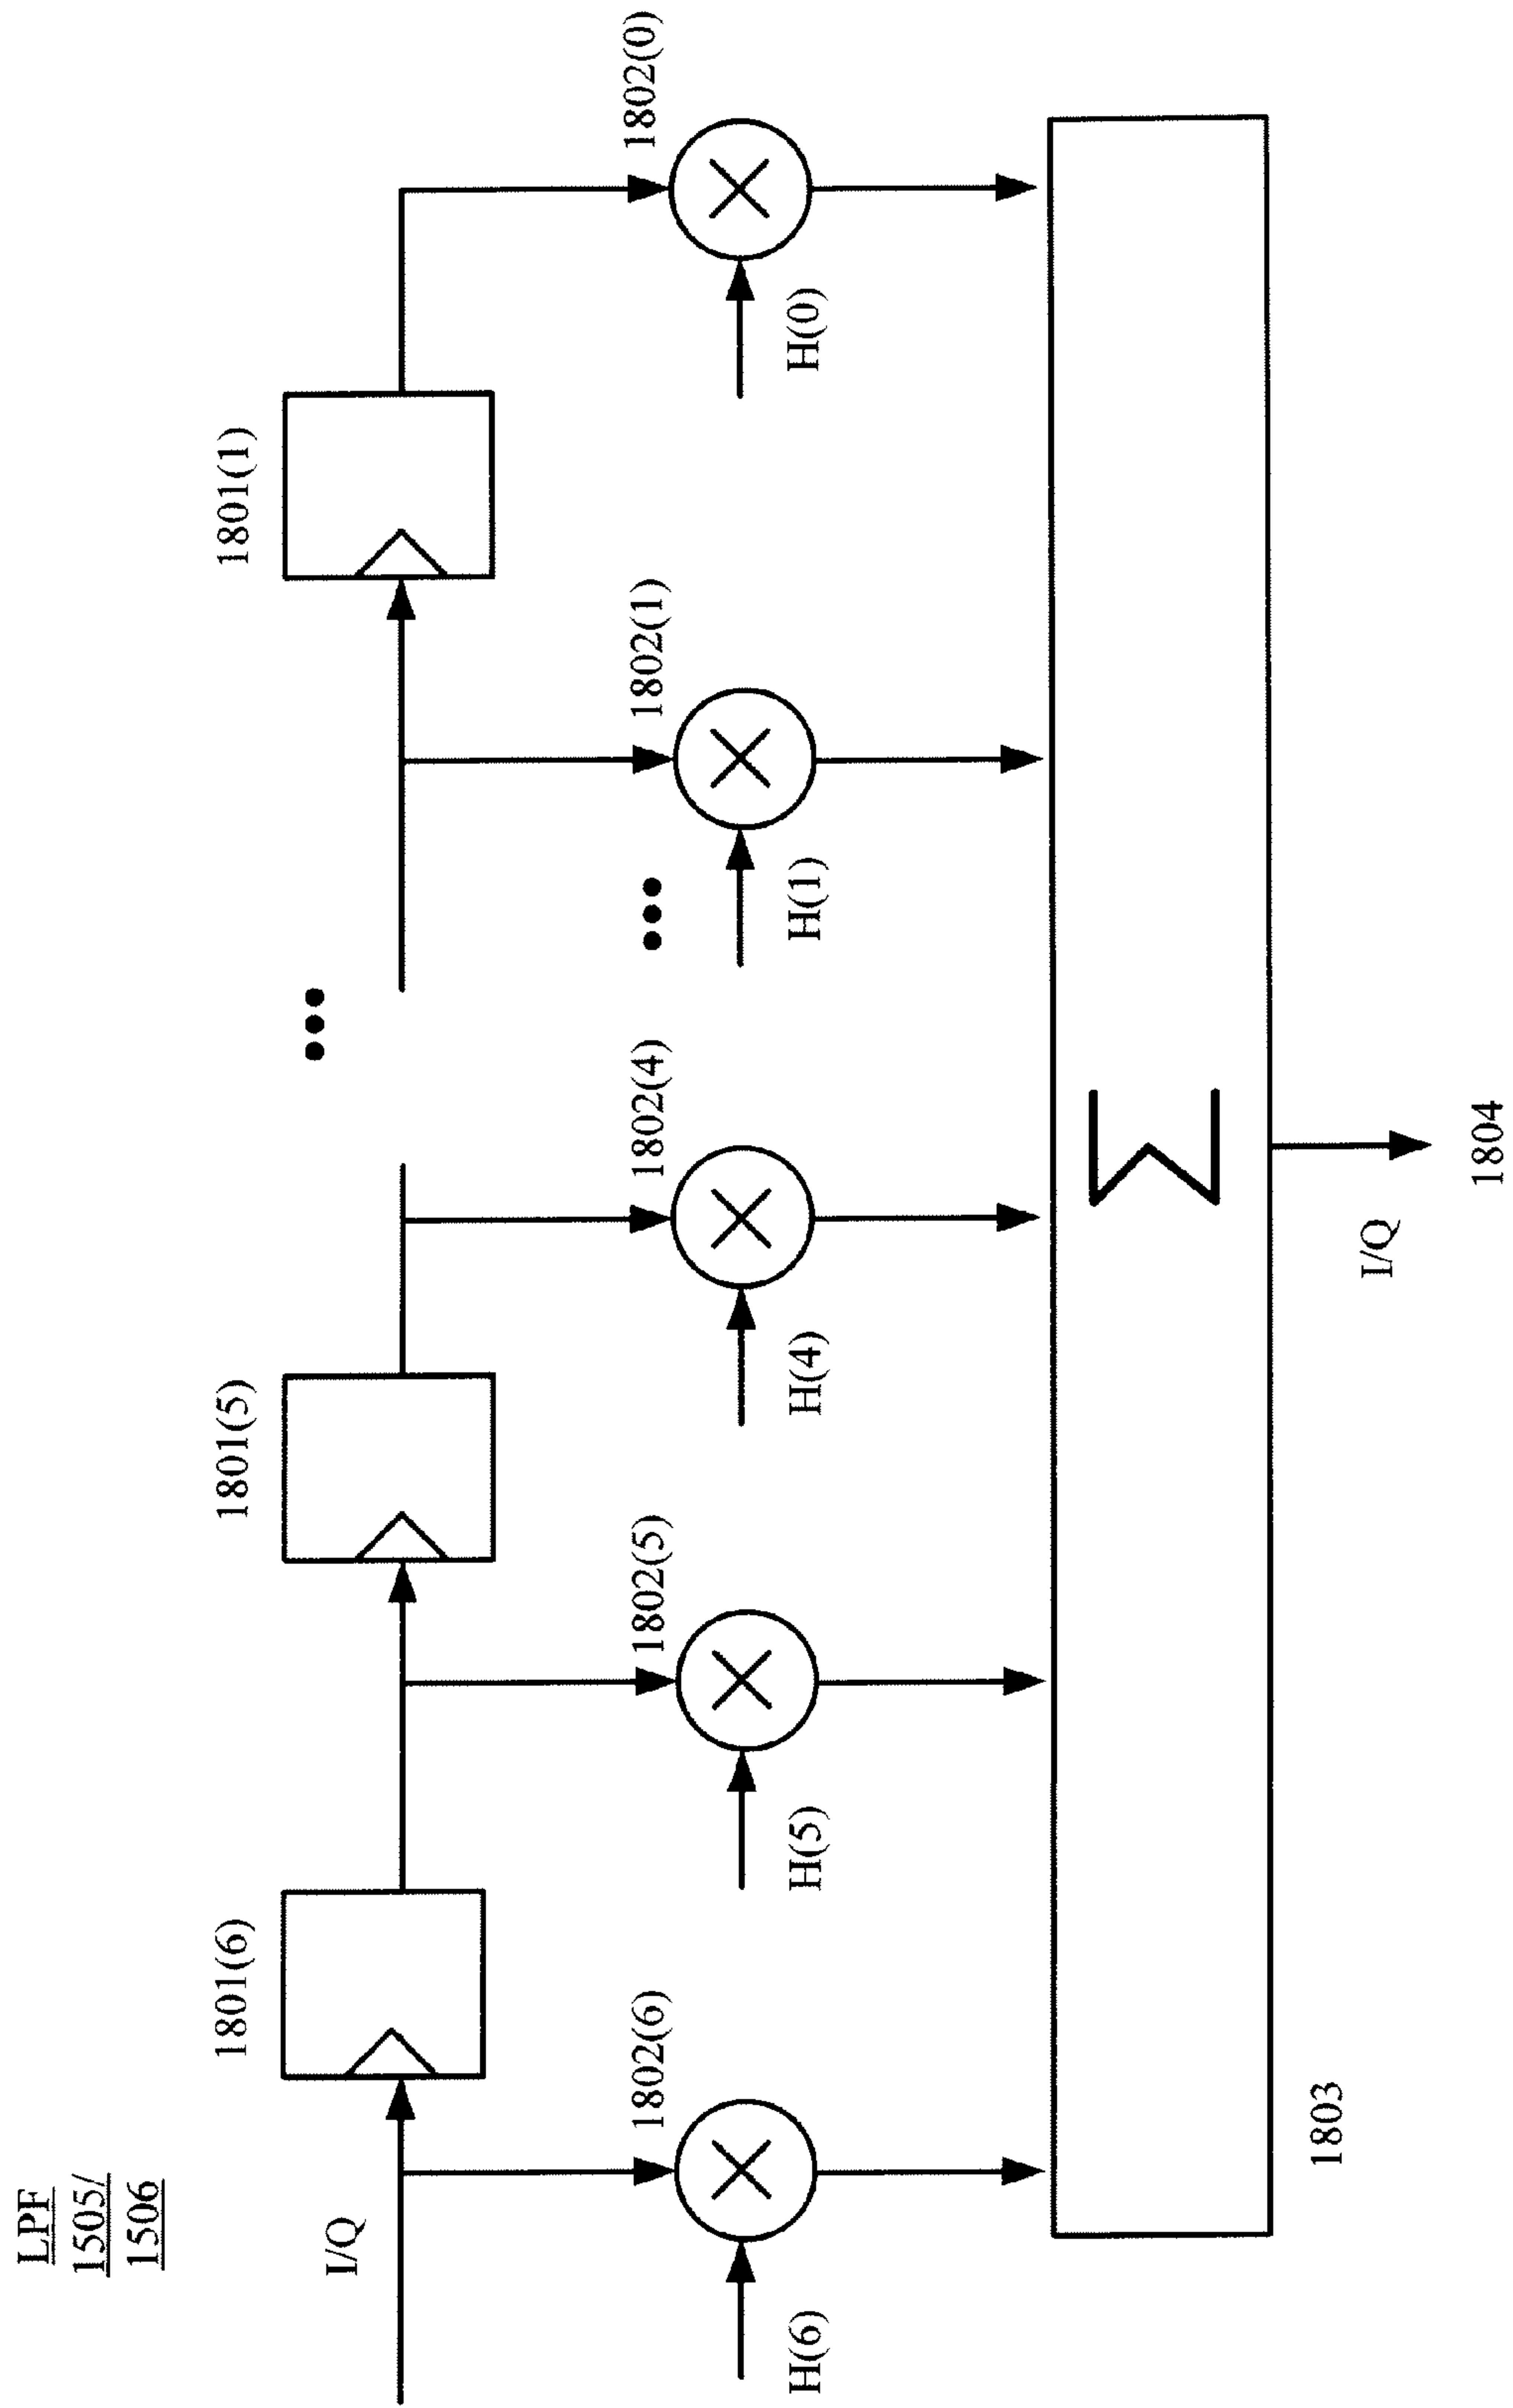 LPF
1505/
1506
I/Q
1801(6)
1801(5)
1801(1)
1802(6)
1802(5)
1802(4)
1802(1)
1802(0)
H(6)
H(5)
H(4)
H(1)
H(0)
Σ
1803
I/Q
1804